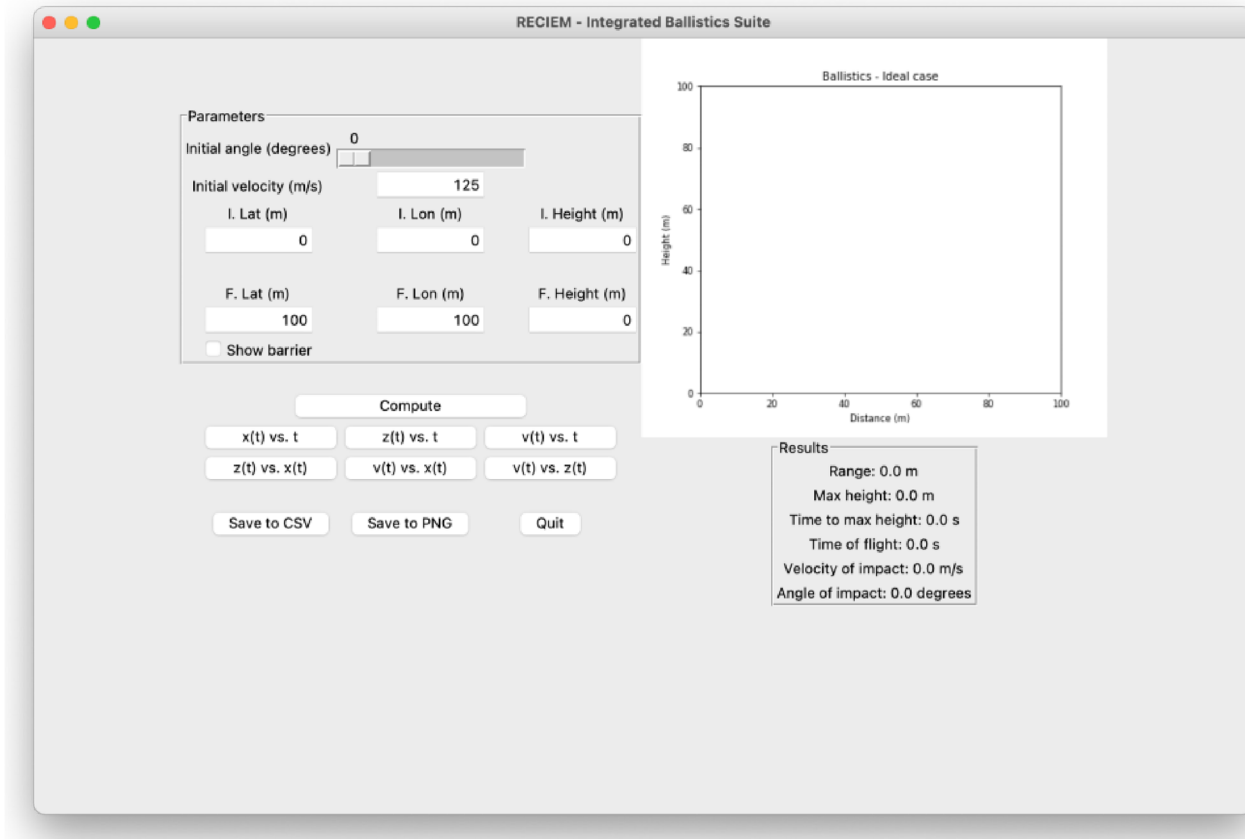 RECIEM - Integrated Ballistics Suite
Parameters
Initial angle (degrees)
0
Initial velocity (m/s)
125
I. Lat (m) I. Lon (m) I. Height (m)
0 0 0
F. Lat (m) F. Lon (m) F. Height (m)
100 100 0
Show barrier
Compute
x(t) vs. t z(t) vs. t v(t) vs. t
z(t) vs. x(t) v(t) vs. x(t) v(t) vs. z(t)
Save to CSV Save to PNG Quit
Ballistics - Ideal case
100
80
60
40
20
0
Height (m)
0 20 40 60 80 100
Distance (m)
Results
Range: 0.0 m
Max height: 0.0 m
Time to max height: 0.0 s
Time of flight: 0.0 s
Velocity of impact: 0.0 m/s
Angle of impact: 0.0 degrees